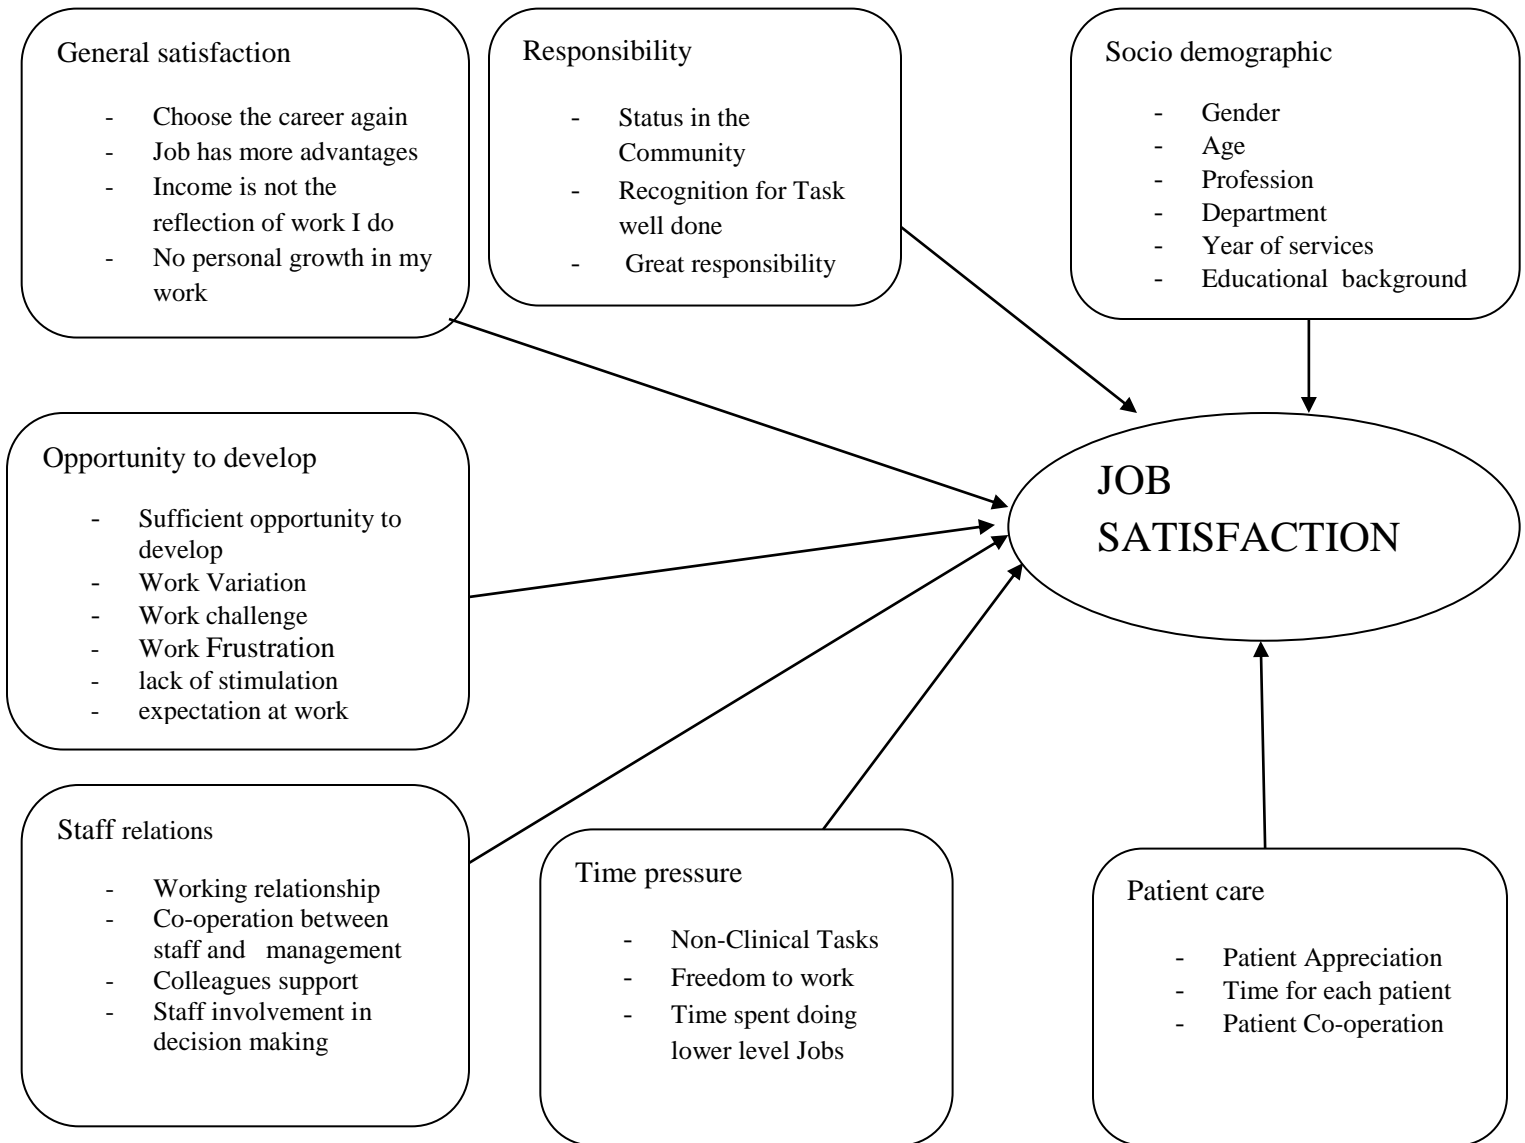 General satisfaction
- Choose the career again
- Job has more advantages
- Income is not the
reflection of work I do
- No personal growth in my
work
Responsibility
- Status in the
Community
- Recognition for Task
well done
- Great responsibility
Socio demographic
- Gender
- Age
- Profession
- Department
- Year of services
- Educational background
Opportunity to develop
- Sufficient opportunity to
develop
- Work Variation
- Work challenge
- Work Frustration
- lack of stimulation
- expectation at work
JOB
SATISFACTION
Staff relations
- Working relationship
- Co-operation between
staff and management
- Colleagues support
- Staff involvement in
decision making
Time pressure
- Non-Clinical Tasks
- Freedom to work
- Time spent doing
lower level Jobs
Patient care
- Patient Appreciation
- Time for each patient
- Patient Co-operation